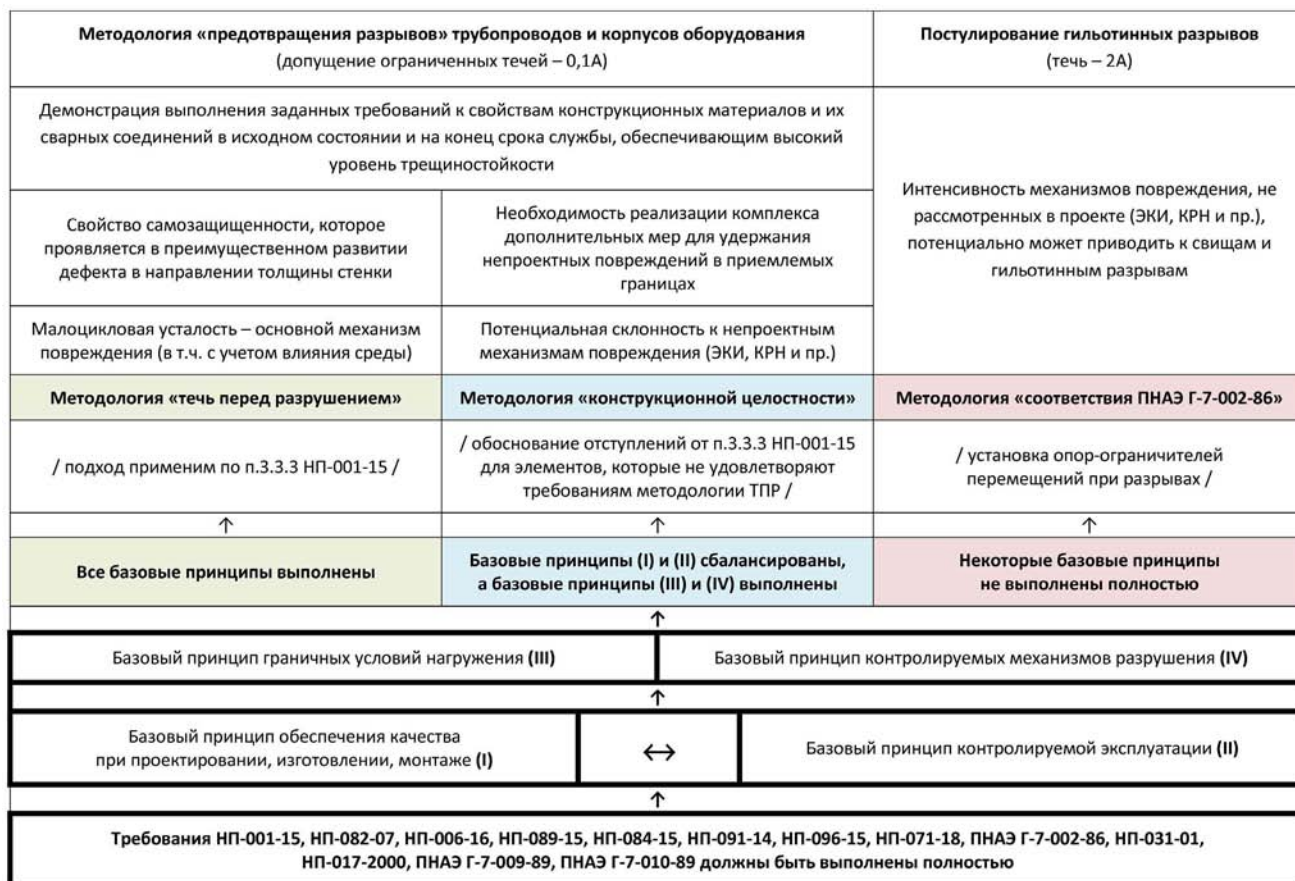 Методология «предотвращения разрывов» трубопроводов и корпусов оборудования
(допущение ограниченных течей – 0,1А)
Постулирование гильотинных разрывов
(течь – 2А)
Демонстрация выполнения заданных требований к свойствам конструкционных материалов и их
сварных соединений в исходном состоянии и на конец срока службы, обеспечивающим высокий
уровень трещиностойкости
Интенсивность механизмов повреждения, не
рассмотренных в проекте (ЭКИ, КРН и пр.),
потенциально может приводить к свищам и
гильотинным разрывам
Свойство самозащищенности, которое
проявляется в преимущественном развитии
дефекта в направлении толщины стенки
Необходимость реализации комплекса
дополнительных мер для удержания
непроектных повреждений в приемлемых
границах
Малоцикловая усталость – основной механизм
повреждения (в т.ч. с учетом влияния среды)
Потенциальная склонность к непроектным
механизмам повреждения (ЭКИ, КРН и пр.)
Методология «течь перед разрушением»
Методология «конструкционной целостности»
Методология «соответствия ПНАЭ Г-7-002-86»
/ подход применим по п.3.3.3 НП-001-15 /
/ обоснование отступлений от п.3.3.3 НП-001-15
для элементов, которые не удовлетворяют
требованиям методологии ТПР /
/ установка опор-ограничителей
перемещений при разрывах /
↑ ↑ ↑
Все базовые принципы выполнены
Базовые принципы (I) и (II) сбалансированы,
а базовые принципы (III) и (IV) выполнены
Некоторые базовые принципы
не выполнены полностью
↑
Базовый принцип граничных условий нагружения (III)
Базовый принцип контролируемых механизмов разрушения (IV)
↑
Базовый принцип обеспечения качества
при проектировании, изготовлении, монтаже (I)
↔
Базовый принцип контролируемой эксплуатации (II)
↑
Требования НП-001-15, НП-082-07, НП-006-16, НП-089-15, НП-084-15, НП-091-14, НП-096-15, НП-071-18, ПНАЭ Г-7-002-86, НП-031-01,
НП-017-2000, ПНАЭ Г-7-009-89, ПНАЭ Г-7-010-89 должны быть выполнены полностью